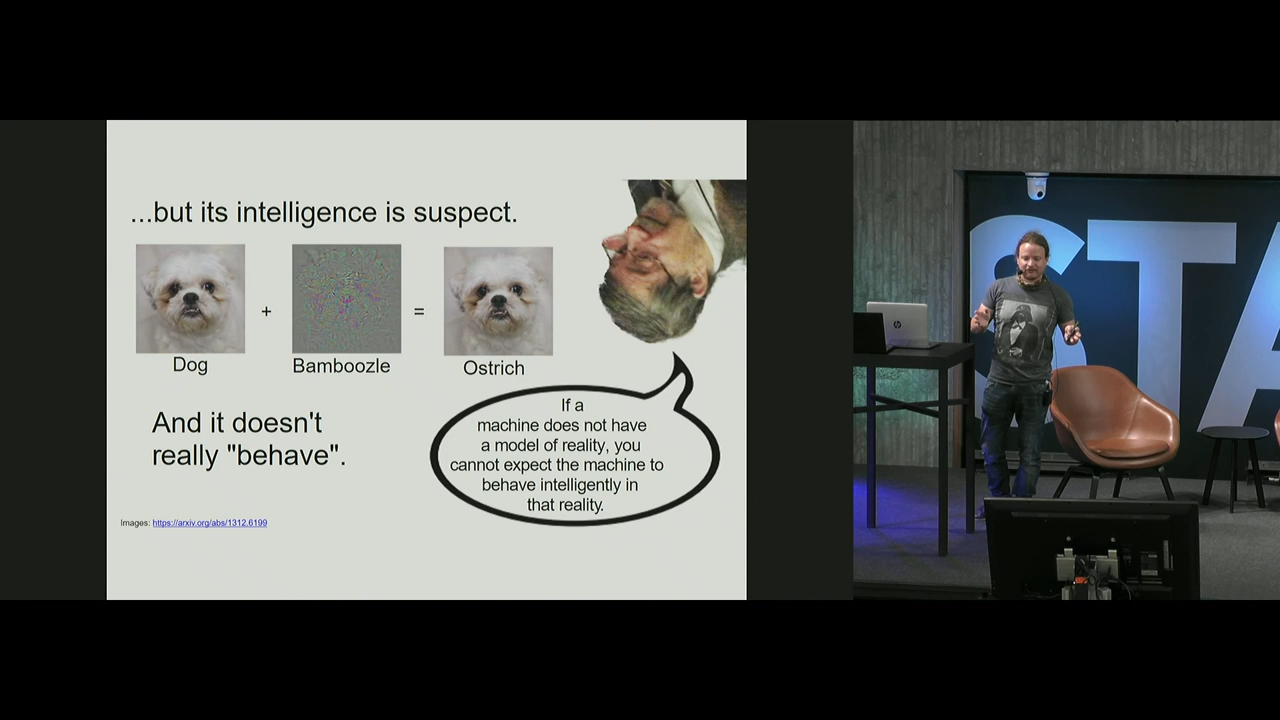 ...but its intelligence is suspect.
+
=
Dog
Bamboozle
Ostrich
And it doesn't
really "behave".
If a
machine does not have
a model of reality, you
cannot expect the machine to
behave intelligently in
that reality.
Images: https://arxiv.org/abs/1312.6199
STA
hp